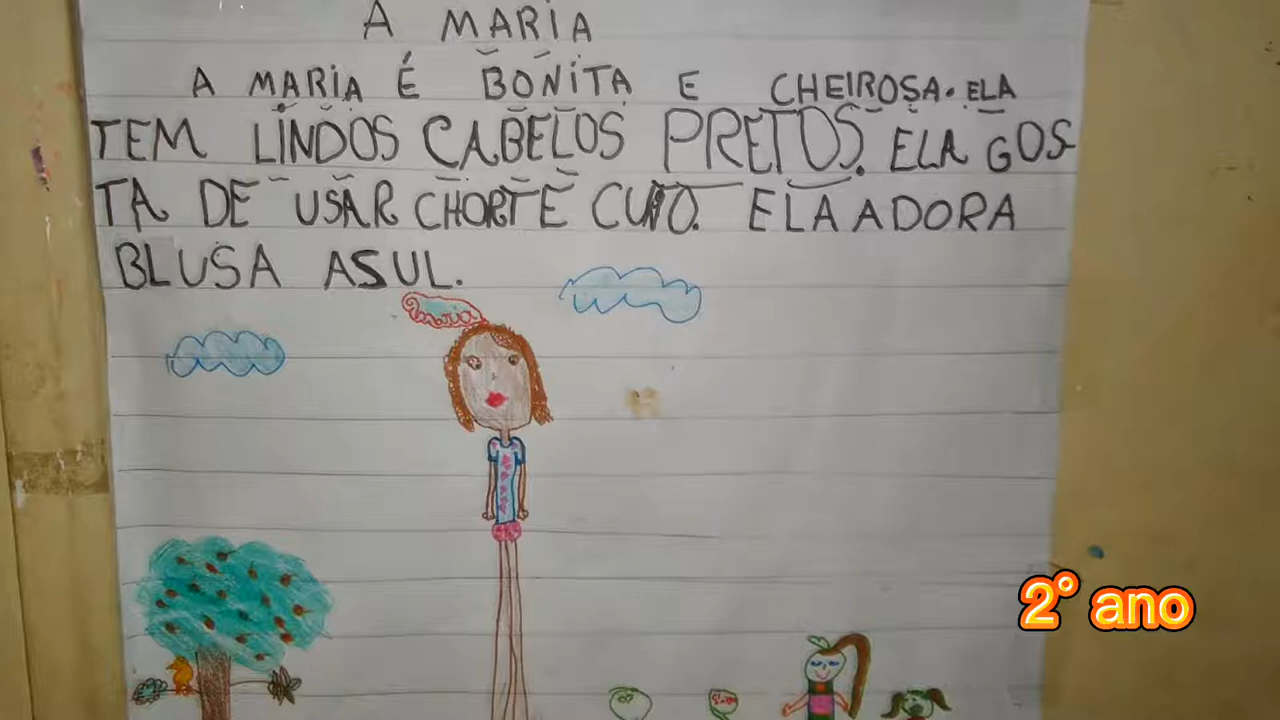 A MARIA
A MARIA É BONITA E CHEIROSA. ELA
TEM LINDOS CABELOS PRETOS. ELA GOS
TA DE USAR CHORTE CUTO. ELA ADORA
BLUSA ASUL.
maria
2° ano